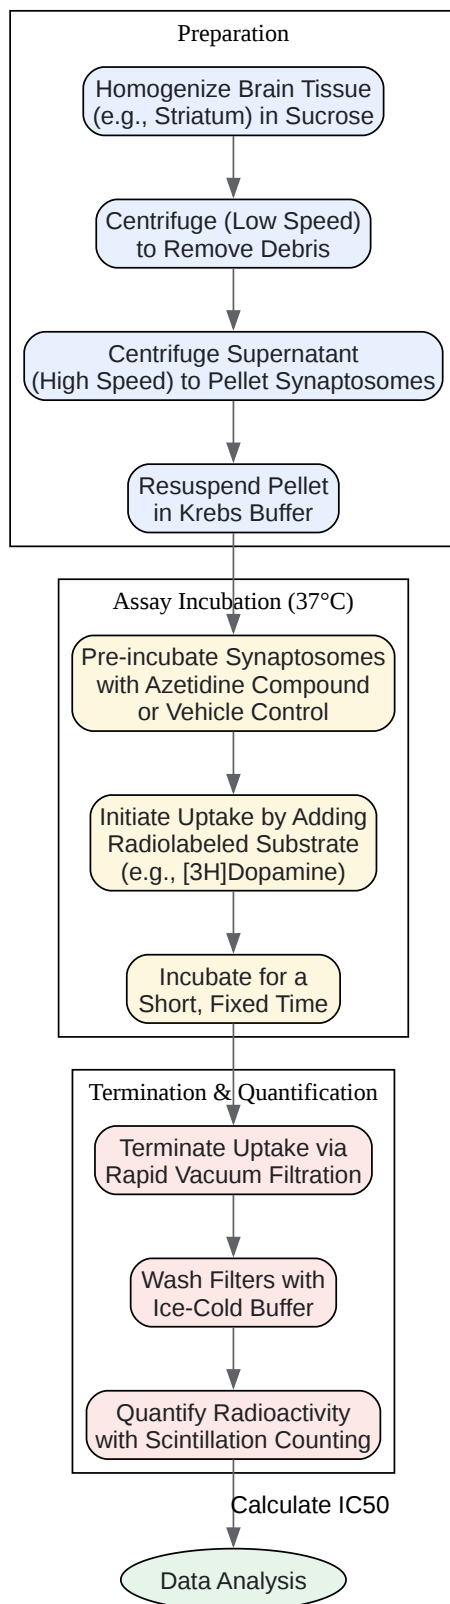 Preparation
Homogenize Brain Tissue
(e.g., Striatum) in Sucrose
Centrifuge (Low Speed)
to Remove Debris
Centrifuge Supernatant
(High Speed) to Pellet Synaptosomes
Resuspend Pellet
in Krebs Buffer
Assay Incubation (37°C)
Pre-incubate Synaptosomes
with Azetidine Compound
or Vehicle Control
Initiate Uptake by Adding
Radiolabeled Substrate
(e.g., [3H]Dopamine)
Incubate for a
Short, Fixed Time
Termination & Quantification
Terminate Uptake via
Rapid Vacuum Filtration
Wash Filters with
Ice-Cold Buffer
Quantify Radioactivity
with Scintillation Counting
Calculate IC50
Data Analysis